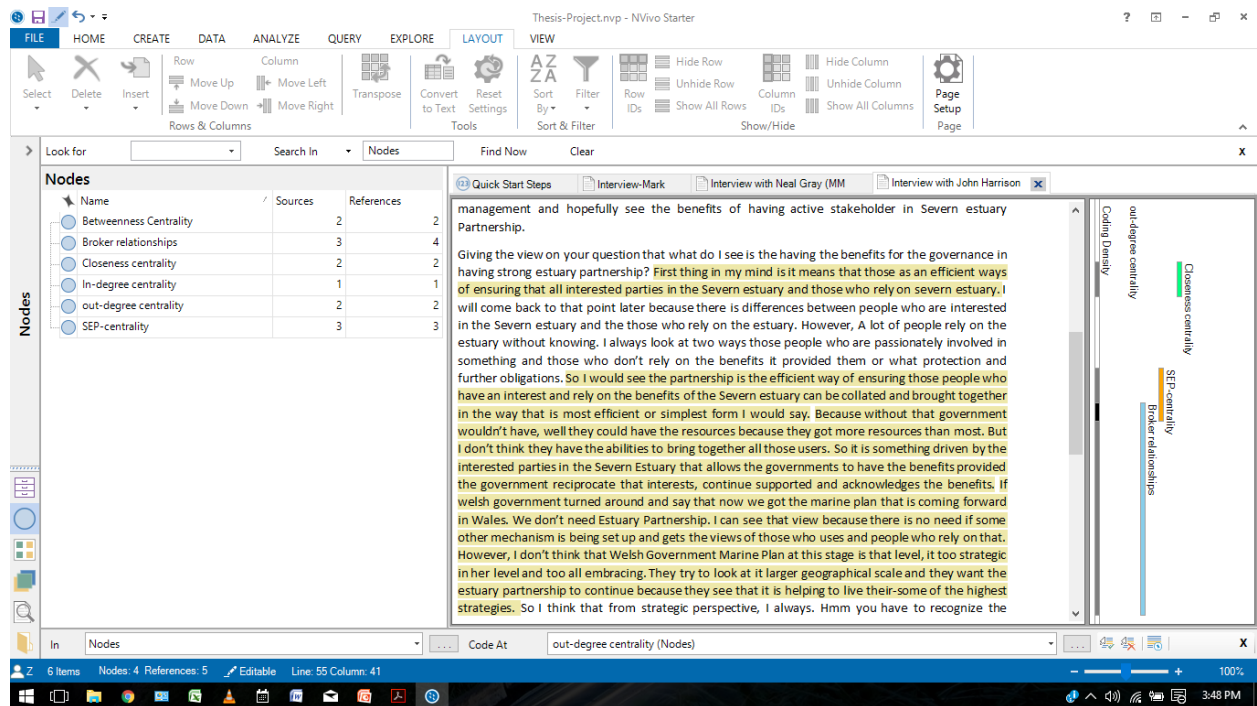 Thesis-Project.nvp - NVivo Starter
FILE HOME CREATE DATA ANALYZE QUERY EXPLORE LAYOUT VIEW
Select
Delete
Insert
Row
Move Up
Move Down
Column
Move Left
Move Right
Transpose
Rows & Columns
Convert
to Text
Reset
Settings
Tools
Sort
By
Filter
Sort & Filter
Row
IDs
Hide Row
Unhide Row
Show All Rows
Column
IDs
Hide Column
Unhide Column
Show All Columns
Show/Hide
Page
Setup
Page
Look for Search In Nodes Find Now Clear
Nodes
Nodes
Name Sources References
Betweenness Centrality 2 2
Broker relationships 3 4
Closeness centrality 2 2
In-degree centrality 1 1
out-degree centrality 2 2
SEP-centrality 3 3
Quick Start Steps Interview-Mark Interview with Neal Gray (MM Interview with John Harrison
management and hopefully see the benefits of having active stakeholder in Severn estuary
Partnership.
Giving the view on your question that what do I see is the having the benefits for the governance in
having strong estuary partnership? First thing in my mind is it means that those as an efficient ways
of ensuring that all interested parties in the Severn estuary and those who rely on severn estuary. I
will come back to that point later because there is differences between people who are interested
in the Severn estuary and the those who rely on the estuary. However, A lot of people rely on the
estuary without knowing. I always look at two ways those people who are passionately involved in
something and those who don't rely on the benefits it provided them or what protection and
further obligations. So I would see the partnership is the efficient way of ensuring those people who
have an interest and rely on the benefits of the Severn estuary can be collated and brought together
in the way that is most efficient or simplest form I would say. Because without that government
wouldn't have, well they could have the resources because they got more resources than most. But
I don't think they have the abilities to bring together all those users. So it is something driven by the
interested parties in the Severn Estuary that allows the governments to have the benefits provided
the government reciprocate that interests, continue supported and acknowledges the benefits. If
welsh government turned around and say that now we got the marine plan that is coming forward
in Wales. We don't need Estuary Partnership. I can see that view because there is no need if some
other mechanism is being set up and gets the views of those who uses and people who rely on that.
However, I don't think that Welsh Government Marine Plan at this stage is that level, it too strategic
in her level and too all embracing. They try to look at it larger geographical scale and they want the
estuary partnership to continue because they see that it is helping to live their-some of the highest
strategies. So I think that from strategic perspective, I always. Hmm you have to recognize the
Coding Density
out-degree centrality
Closeness centrality
SEP-centrality
Broker relationships
In Nodes ... Code At out-degree centrality (Nodes) ...
Z 6 Items Nodes: 4 References: 5 Editable Line: 55 Column: 41 100%
3:48 PM